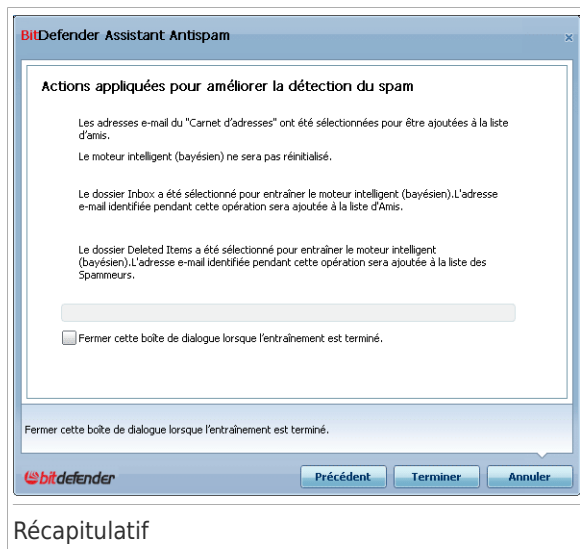 BitDefender Assistant Antispam
x
Actions appliquées pour améliorer la détection du spam
Les adresses e-mail du "Carnet d'adresses" ont été sélectionnées pour être ajoutées à la liste
d'amis.
Le moteur intelligent (bayésien) ne sera pas réinitialisé.
Le dossier Inbox a été sélectionné pour entraîner le moteur intelligent (bayésien).L'adresse
e-mail identifiée pendant cette opération sera ajoutée à la liste d'Amis.
Le dossier Deleted Items a été sélectionné pour entraîner le moteur intelligent
(bayésien).L'adresse e-mail identifiée pendant cette opération sera ajoutée à la liste des
Spammeurs.
Fermer cette boîte de dialogue lorsque l'entraînement est terminé.
Fermer cette boîte de dialogue lorsque l'entraînement est terminé.
bitdefender
Précédent
Terminer
Annuler
Récapitulatif